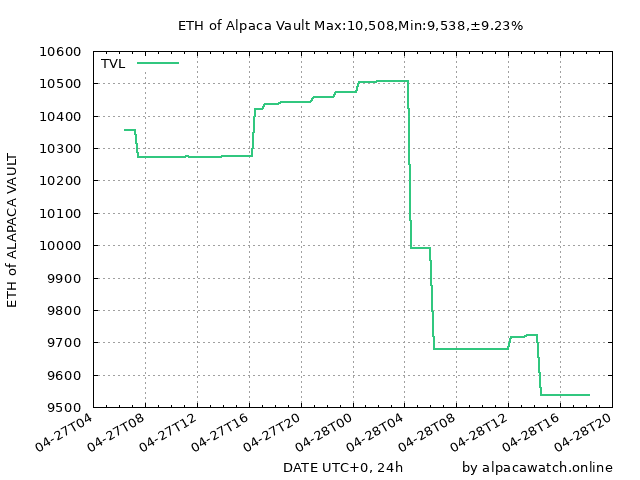 ETH of Alpaca Vault Max:10,508,Min:9,538,±9.23%
TVL
10600
10500
10400
10300
10200
10100
10000
9900
9800
9700
9600
9500
ETH of ALAPACA VAULT
04-27T04
04-27T08
04-27T12
04-27T16
04-27T20
04-28T00
04-28T04
04-28T08
04-28T12
04-28T16
04-28T20
DATE UTC+0, 24h
by alpacawatch.online